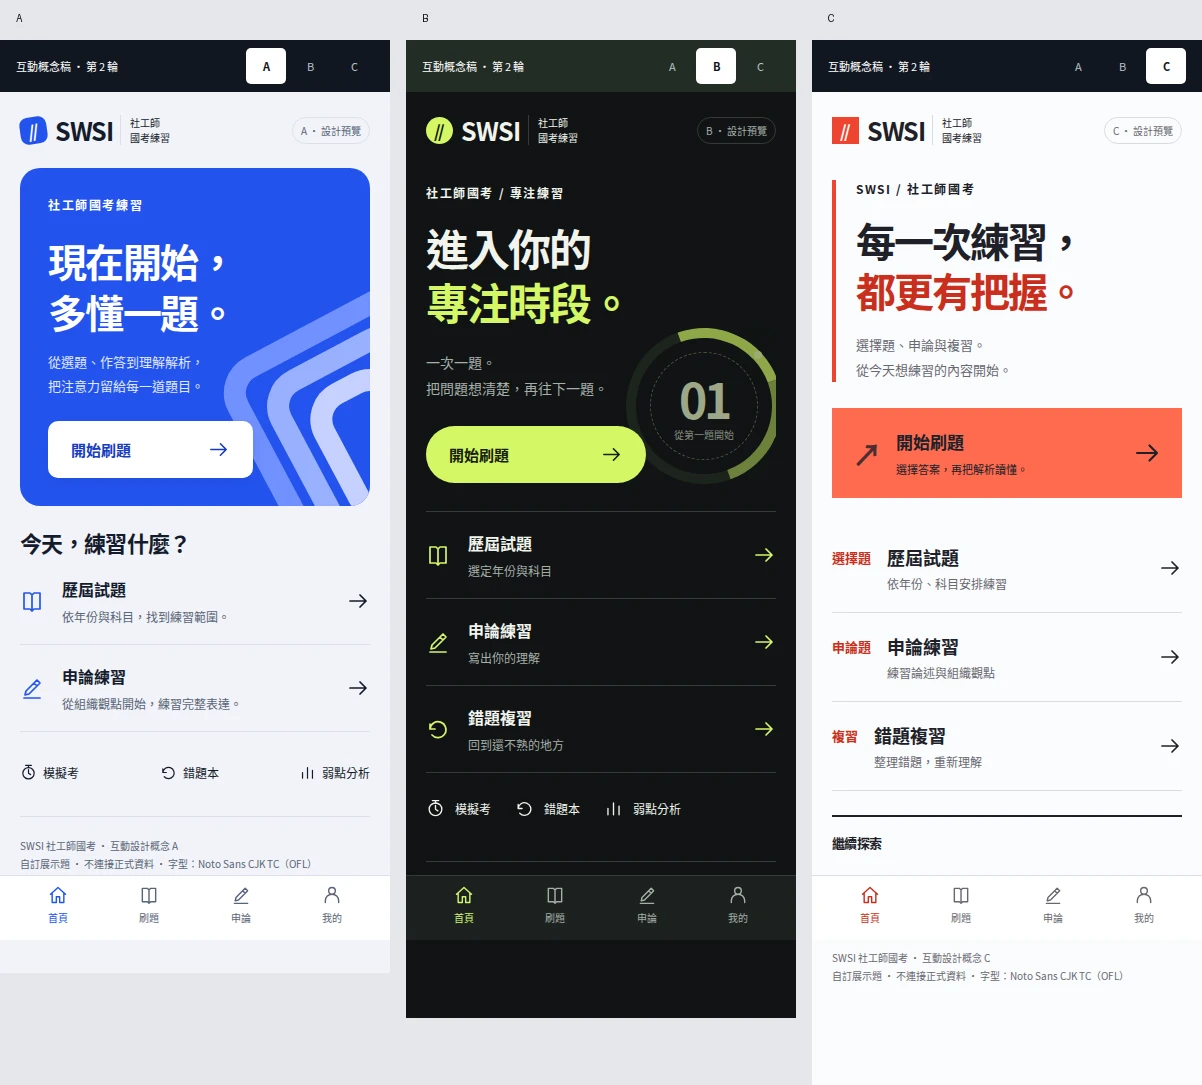 A
互動概念稿・第2輪
A
B
C
SWSI
社工師
國考練習
A・設計預覽
社工師國考練習
現在開始，
多懂一題。
從選題、作答到理解解析，
把注意力留給每一道題目。
開始刷題
今天，練習什麼？
歷屆試題
依年份與科目，找到練習範圍。
申論練習
從組織觀點開始，練習完整表達。
模擬考
錯題本
弱點分析
SWSI 社工師國考・互動設計概念 A
自訂展示題・不連接正式資料・字型：Noto Sans CJK TC（OFL）
首頁
刷題
申論
我的
B
互動概念稿・第2輪
A
B
C
SWSI
社工師
國考練習
B・設計預覽
社工師國考 / 專注練習
進入你的
專注時段。
一次一題。
把問題想清楚，再往下一題。
01
從第一題開始
開始刷題
歷屆試題
選定年份與科目
申論練習
寫出你的理解
錯題複習
回到還不熟的地方
模擬考
錯題本
弱點分析
首頁
刷題
申論
我的
C
互動概念稿・第2輪
A
B
C
SWSI
社工師
國考練習
C・設計預覽
SWSI / 社工師國考
每一次練習，
都更有把握。
選擇題、申論與複習。
從今天想練習的內容開始。
開始刷題
選擇答案，再把解析讀懂。
選擇題
歷屆試題
依年份、科目安排練習
申論題
申論練習
練習論述與組織觀點
複習
錯題複習
整理錯題，重新理解
繼續探索
首頁
刷題
申論
我的
SWSI 社工師國考・互動設計概念 C
自訂展示題・不連接正式資料・字型：Noto Sans CJK TC（OFL）